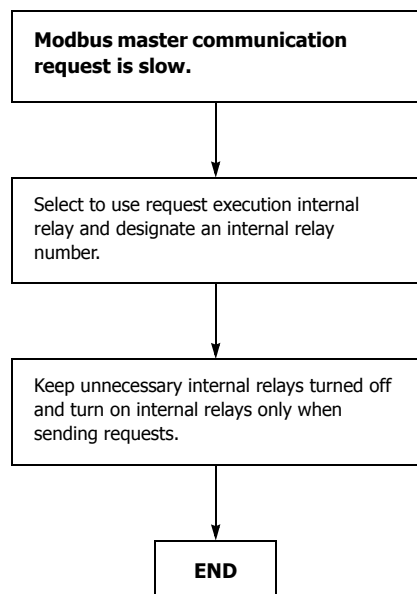 Modbus master communication
request is slow.
Select to use request execution internal
relay and designate an internal relay
number.
Keep unnecessary internal relays turned off
and turn on internal relays only when
sending requests.
END